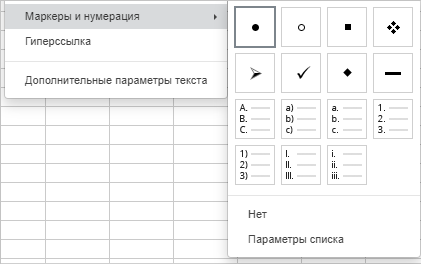 Маркеры и нумерация
Гиперссылка
Дополнительные параметры текста
A. a) a. 1.
B. b) b. 2.
C. c) c. 3.
1) I. i.
2) II. ii.
3) III. iii.
Нет
Параметры списка